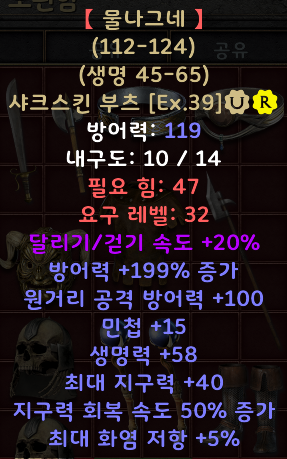 【 물나그네 】
(112-124)
(생명 45-65)
샤크스킨 부츠 [Ex.39] U R
방어력: 119
내구도: 10 / 14
필요 힘: 47
요구 레벨: 32
달리기/걷기 속도 +20%
방어력 +199% 증가
원거리 공격 방어력 +100
민첩 +15
생명력 +58
최대 지구력 +40
지구력 회복 속도 50% 증가
최대 화염 저항 +5%
공유